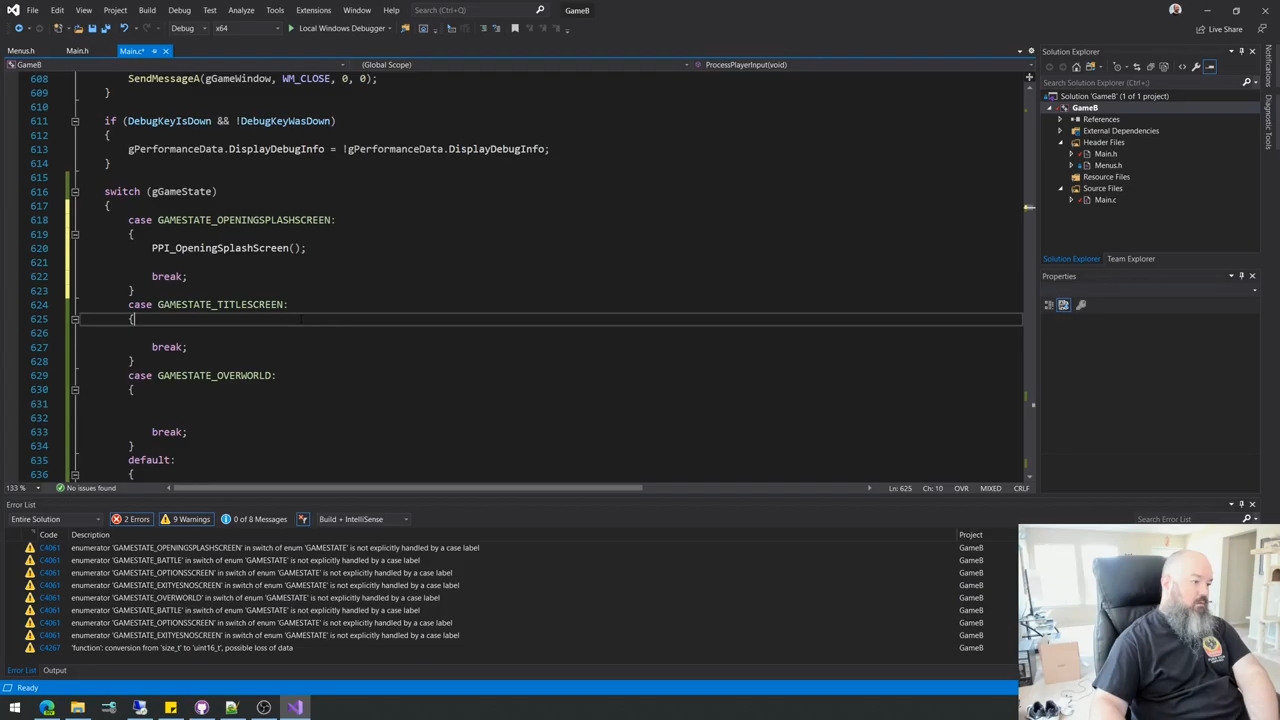 File Edit View Git Project Build Debug Test Analyze Tools Extensions Window Help Search (Ctrl+Q) GameB
Debug x64 Local Windows Debugger Live Share
Menus.h Main.h Main.c*
GameB (Global Scope) ProcessPlayerInput(void)
608 SendMessageA(gGameWindow, WM_CLOSE, 0, 0);
609 }
610
611 if (DebugKeyIsDown && !DebugKeyWasDown)
612 {
613 gPerformanceData.DisplayDebugInfo = !gPerformanceData.DisplayDebugInfo;
614 }
615
616 switch (gGameState)
617 {
618 case GAMESTATE_OPENINGSPLASHSCREEN:
619 {
620 PPI_OpeningSplashScreen();
621
622 break;
623 }
624 case GAMESTATE_TITLESCREEN:
625 {
626
627 break;
628 }
629 case GAMESTATE_OVERWORLD:
630 {
631
632
633 break;
634 }
635 default:
636 {
133 % No issues found Ln: 625 Ch: 10 OVR MIXED CRLF
Solution Explorer
Search Solution Explorer (Ctrl+;)
Solution 'GameB' (1 of 1 project)
GameB
References
External Dependencies
Header Files
Main.h
Menus.h
Resource Files
Source Files
Main.c
Solution Explorer Team Explorer
Properties
Notifications
Diagnostic Tools
Error List
Entire Solution 2 Errors 9 Warnings 0 of 8 Messages Build + IntelliSense Search Error List
Code Description Project
C4061 enumerator 'GAMESTATE_OPENINGSPLASHSCREEN' in switch of enum 'GAMESTATE' is not explicitly handled by a case label GameB
C4061 enumerator 'GAMESTATE_BATTLE' in switch of enum 'GAMESTATE' is not explicitly handled by a case label GameB
C4061 enumerator 'GAMESTATE_OPTIONSSCREEN' in switch of enum 'GAMESTATE' is not explicitly handled by a case label GameB
C4061 enumerator 'GAMESTATE_EXITYESNOSCREEN' in switch of enum 'GAMESTATE' is not explicitly handled by a case label GameB
C4061 enumerator 'GAMESTATE_OVERWORLD' in switch of enum 'GAMESTATE' is not explicitly handled by a case label GameB
C4061 enumerator 'GAMESTATE_BATTLE' in switch of enum 'GAMESTATE' is not explicitly handled by a case label GameB
C4061 enumerator 'GAMESTATE_OPTIONSSCREEN' in switch of enum 'GAMESTATE' is not explicitly handled by a case label GameB
C4061 enumerator 'GAMESTATE_EXITYESNOSCREEN' in switch of enum 'GAMESTATE' is not explicitly handled by a case label GameB
C4267 'function': conversion from 'size_t' to 'uint16_t', possible loss of data GameB
Error List Output
Ready